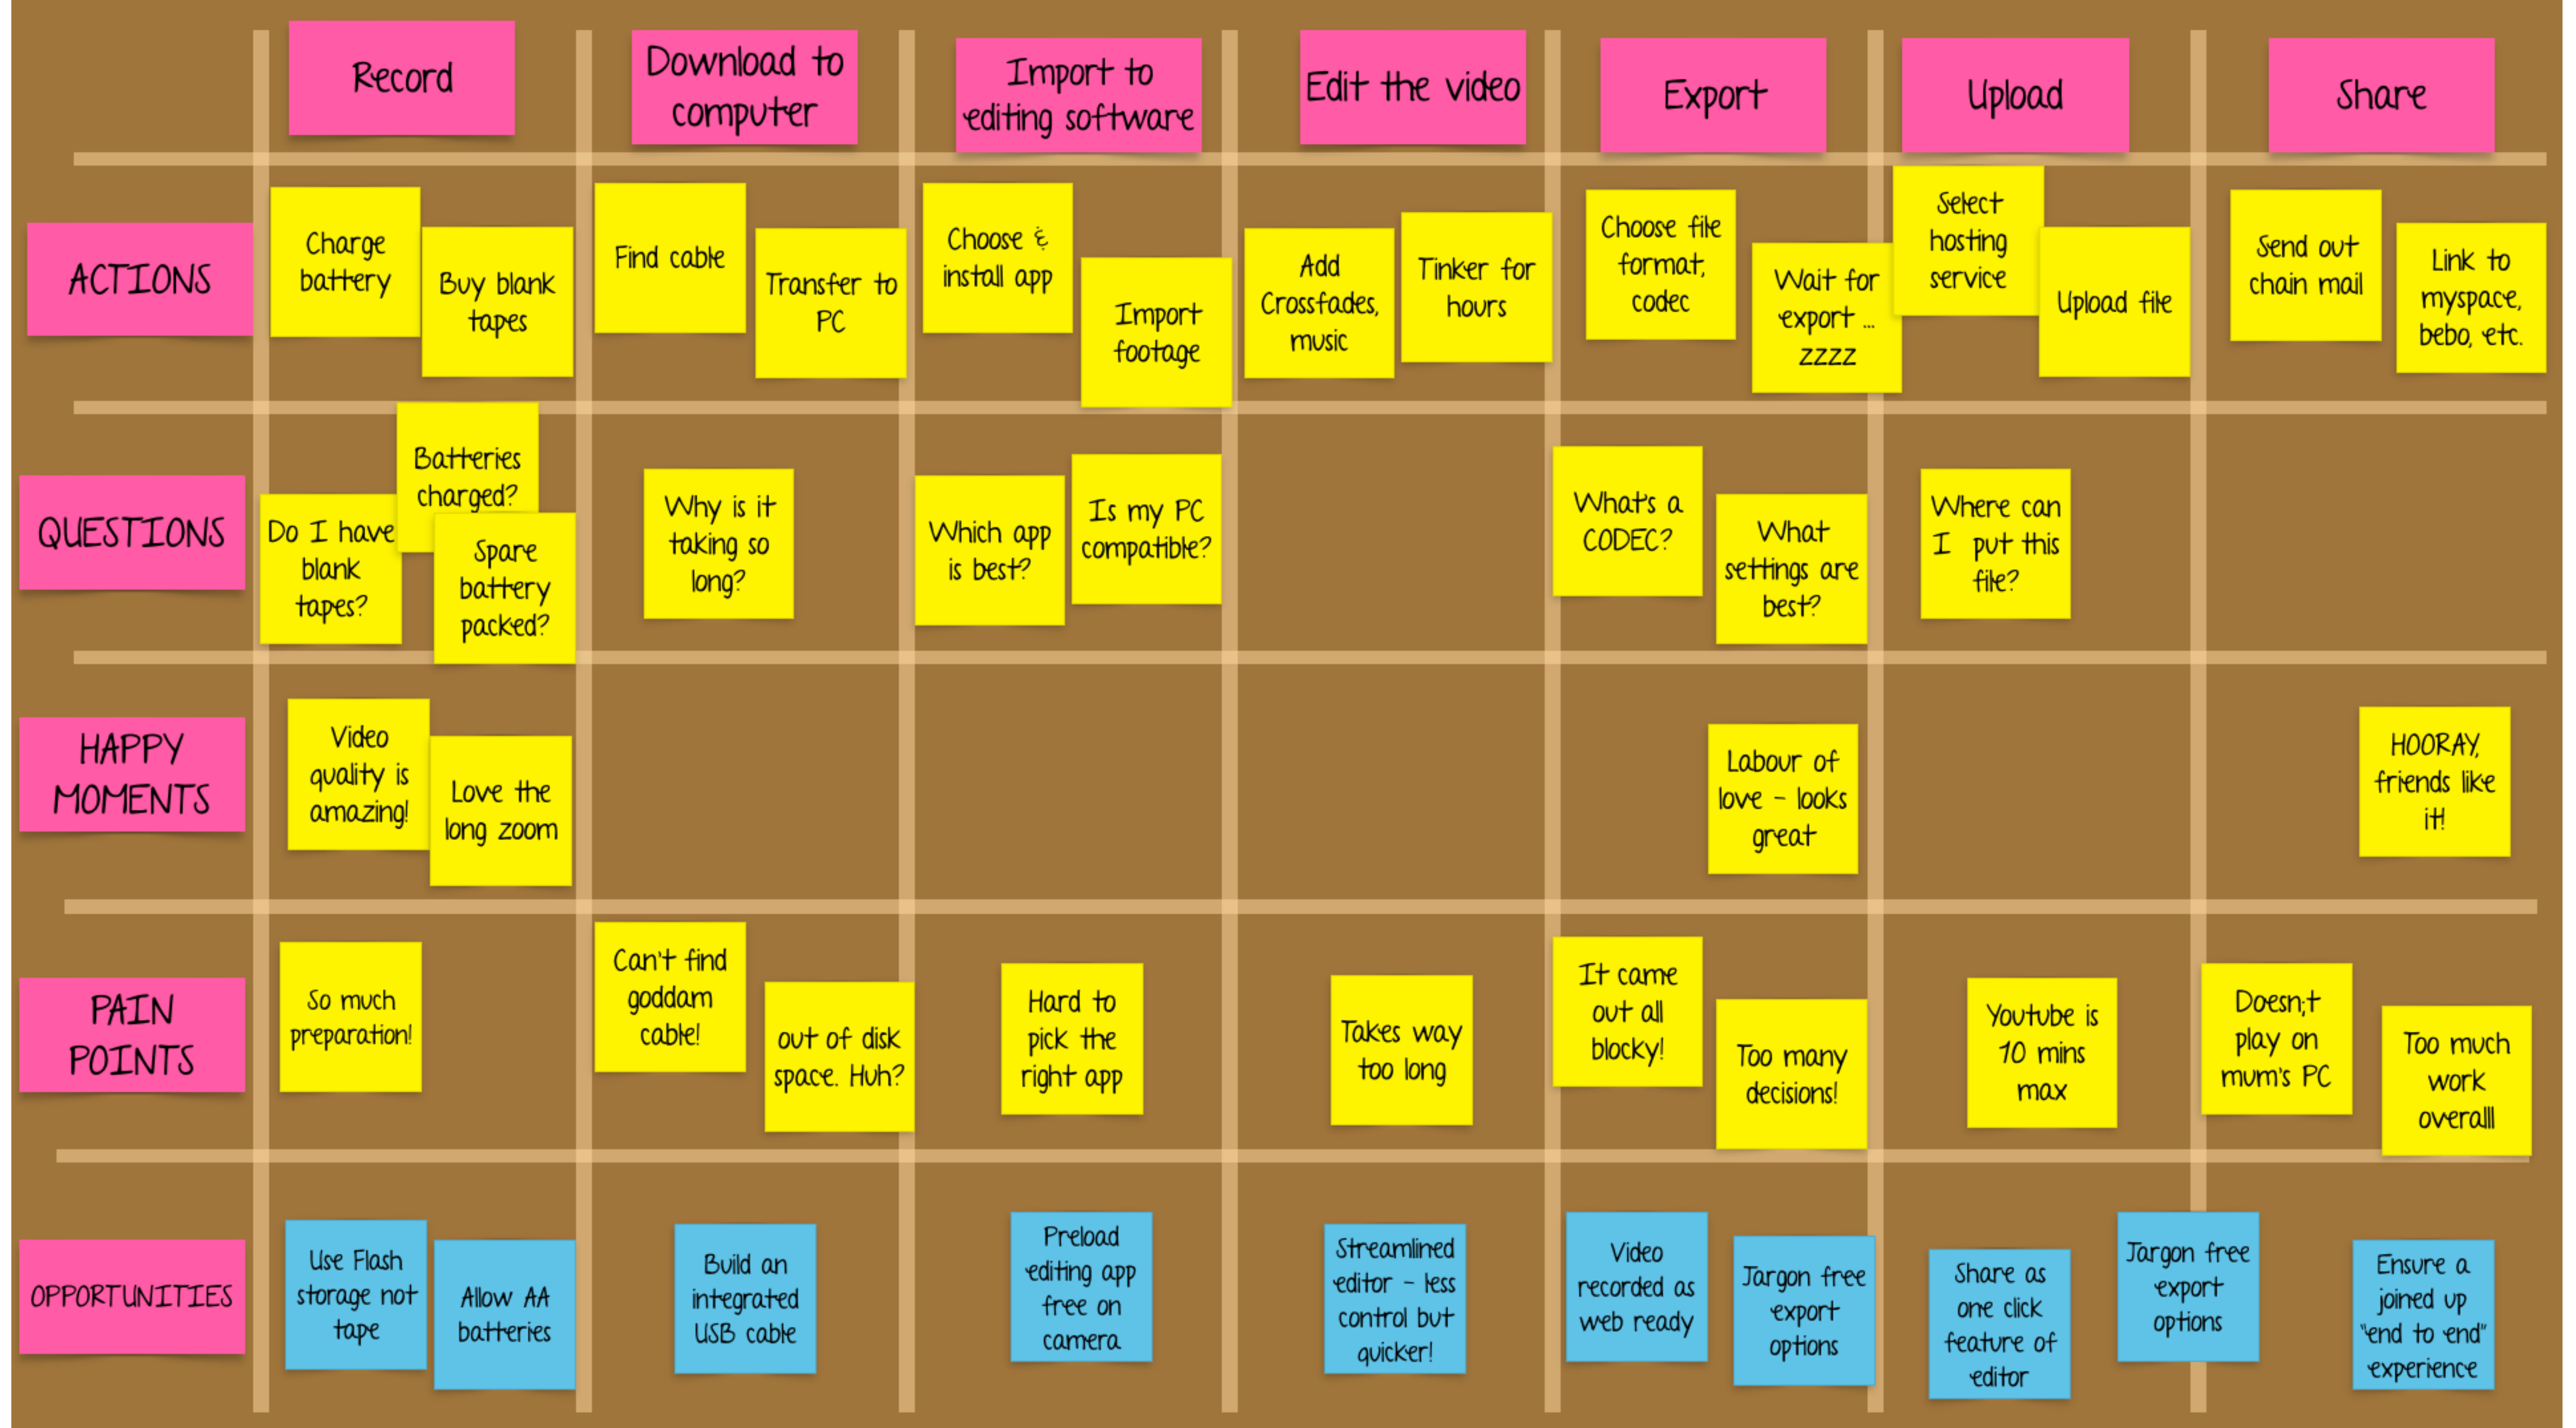 Record
Download to
computer
Import to
editing software
Edit the video
Export
Upload
Share
ACTIONS
Charge
battery
Buy blank
tapes
Find cable
Transfer to
PC
Choose &
install app
Import
footage
Add
Crossfades,
music
Tinker for
hours
Choose file
format,
codec
Wait for
export ...
zzzz
Select
hosting
service
Upload file
Send out
chain mail
Link to
myspace,
bebo, etc.
QUESTIONS
Do I have
blank
tapes?
Batteries
charged?
Spare
battery
packed?
Why is it
taking so
long?
Which app
is best?
Is my PC
compatible?
What's a
CODEC?
What
settings are
best?
Where can
I put this
file?
HAPPY
MOMENTS
Video
quality is
amazing!
Love the
long zoom
Labour of
love - looks
great
HOORAY,
friends like
it!
PAIN
POINTS
So much
preparation!
Can't find
goddam
cable!
out of disk
space. Huh?
Hard to
pick the
right app
Takes way
too long
It came
out all
blocky!
Too many
decisions!
Youtube is
10 mins
max
Doesn;t
play on
mum's PC
Too much
work
overalll
OPPORTUNITIES
Use Flash
storage not
tape
Allow AA
batteries
Build an
integrated
USB cable
Preload
editing app
free on
camera
Streamlined
editor - less
control but
quicker!
Video
recorded as
web ready
Jargon free
export
options
Share as
one click
feature of
editor
Jargon free
export
options
Ensure a
joined up
"end to end"
experience